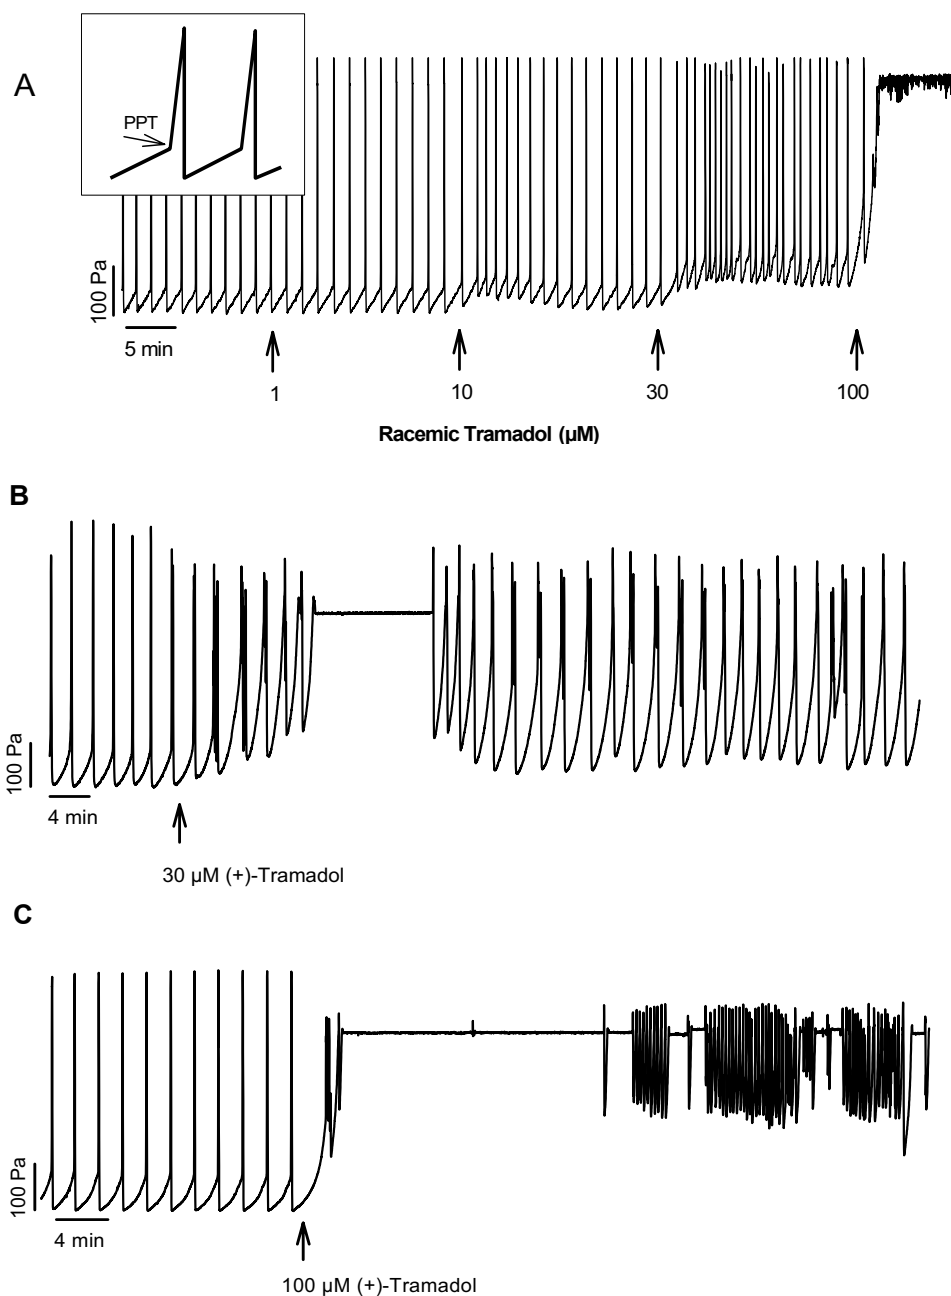 A
PPT
100 Pa
5 min
1 10 30 100
Racemic Tramadol (µM)
B
100 Pa
4 min
30 µM (+)-Tramadol
C
100 Pa
4 min
100 µM (+)-Tramadol